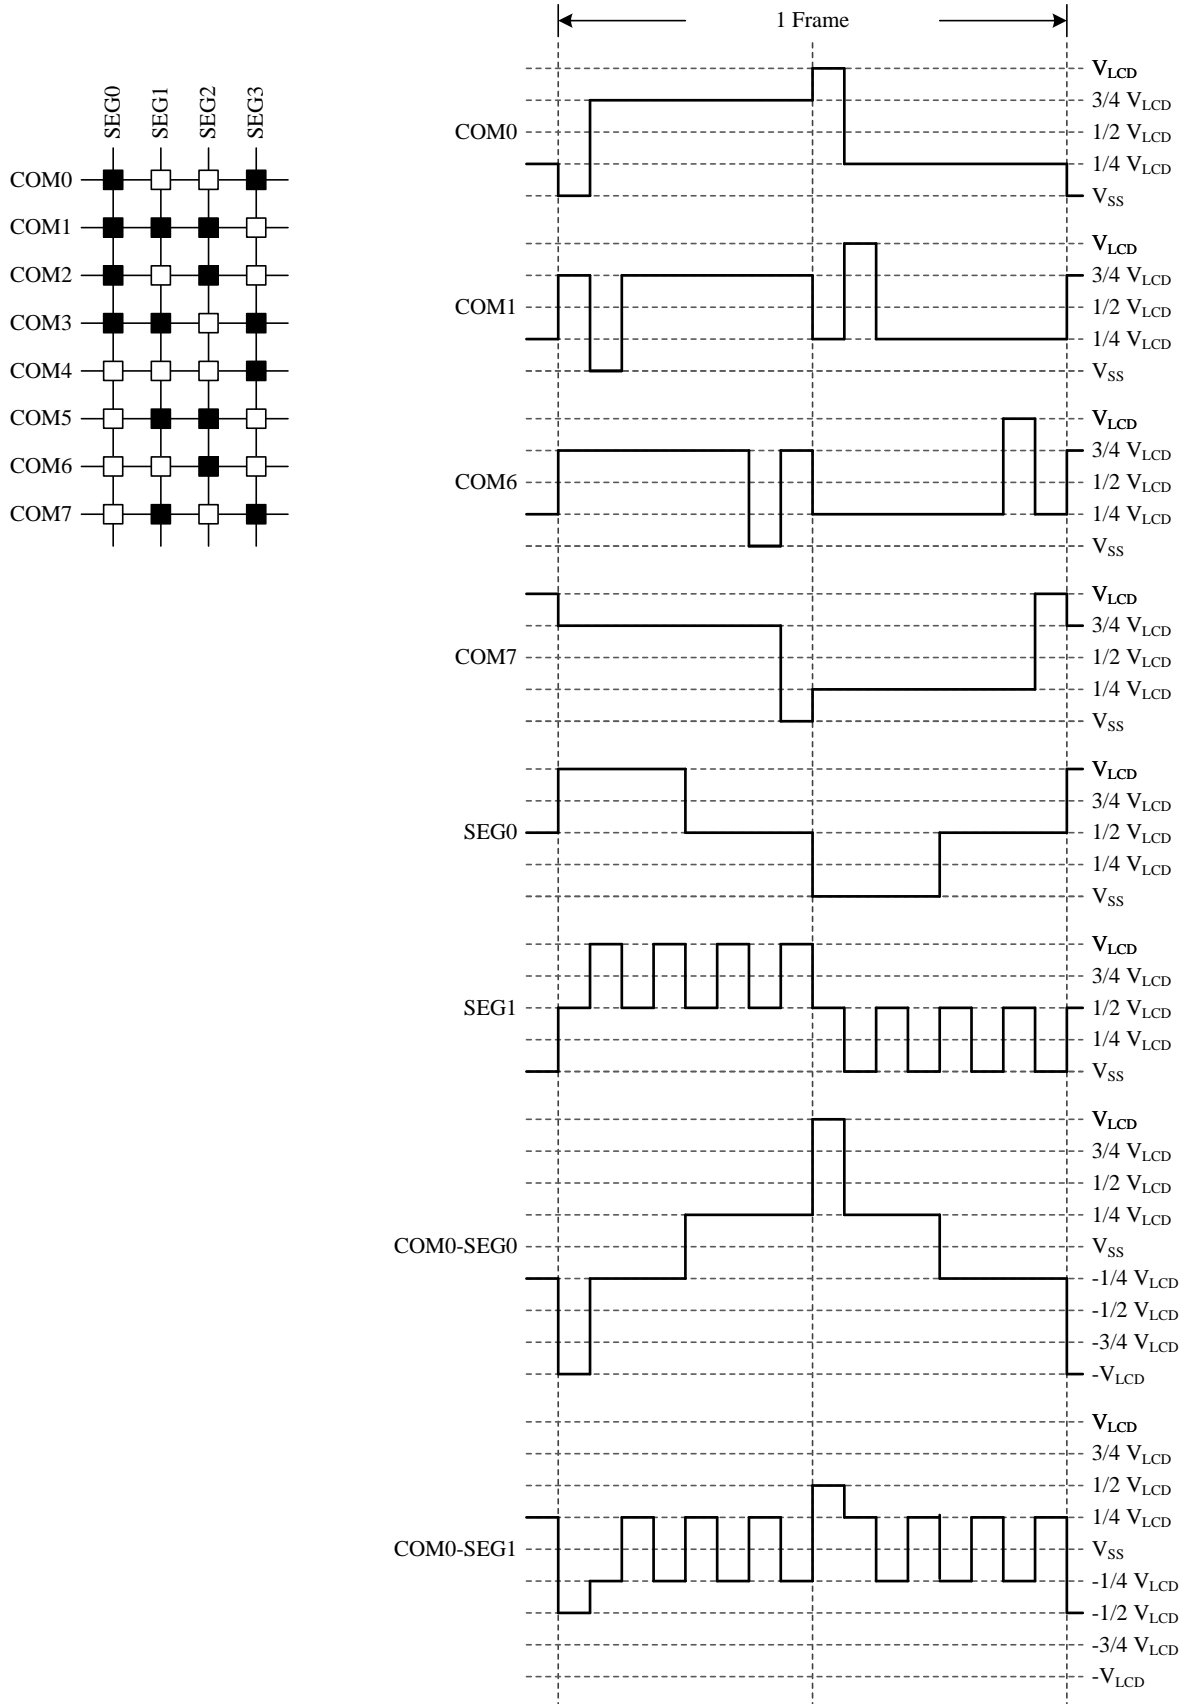 1 Frame
SEG0
SEG1
SEG2
SEG3
COM0
COM1
COM2
COM3
COM4
COM5
COM6
COM7
COM0
VLCD
3/4 VLCD
1/2 VLCD
1/4 VLCD
VSS
COM1
VLCD
3/4 VLCD
1/2 VLCD
1/4 VLCD
VSS
COM6
VLCD
3/4 VLCD
1/2 VLCD
1/4 VLCD
VSS
COM7
VLCD
3/4 VLCD
1/2 VLCD
1/4 VLCD
VSS
SEG0
VLCD
3/4 VLCD
1/2 VLCD
1/4 VLCD
VSS
SEG1
VLCD
3/4 VLCD
1/2 VLCD
1/4 VLCD
VSS
COM0-SEG0
VLCD
3/4 VLCD
1/2 VLCD
1/4 VLCD
VSS
-1/4 VLCD
-1/2 VLCD
-3/4 VLCD
-VLCD
COM0-SEG1
VLCD
3/4 VLCD
1/2 VLCD
1/4 VLCD
VSS
-1/4 VLCD
-1/2 VLCD
-3/4 VLCD
-VLCD